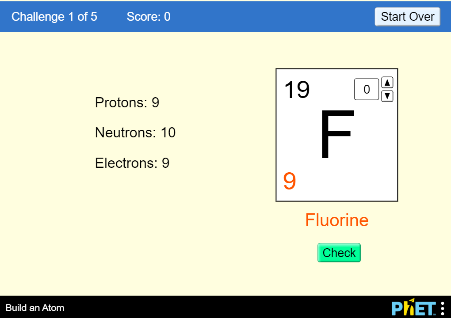 Challenge 1 of 5 Score: 0 Start Over
19 0
Protons: 9
Neutrons: 10
Electrons: 9
F
9
Fluorine
Check
Build an Atom PhET